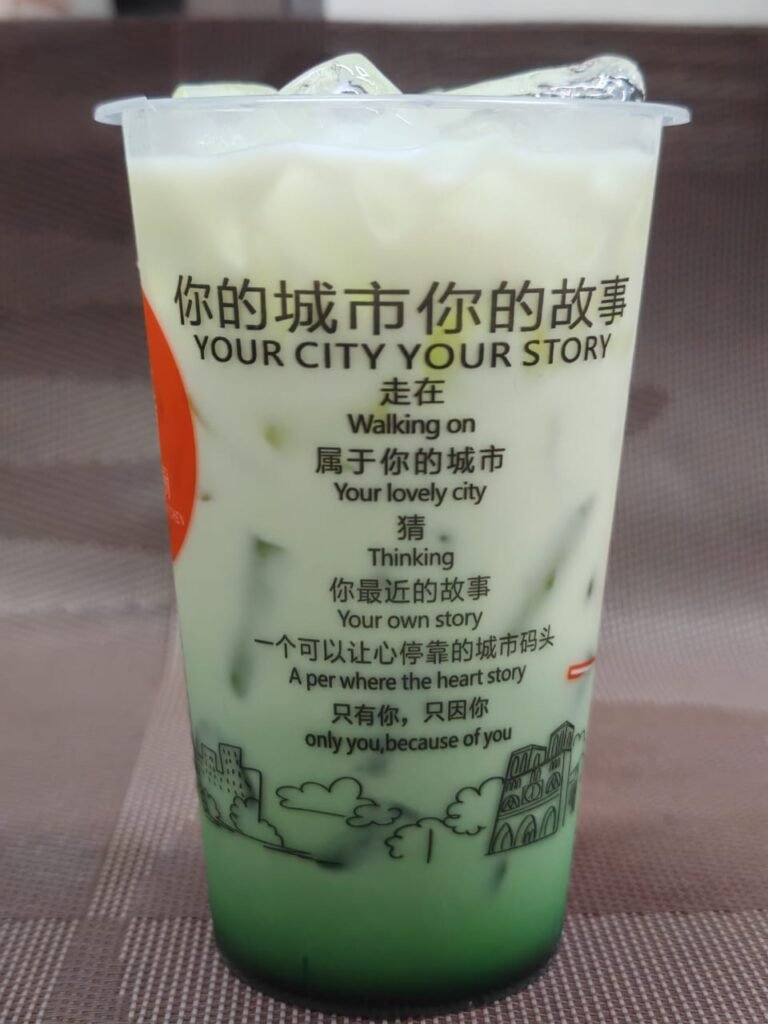 你的城市你的故事
YOUR CITY YOUR STORY
走在
Walking on
属于你的城市
Your lovely city
猜
Thinking
你最近的故事
Your own story
一个可以让心停靠的城市码头
A per where the heart story
只有你，只因你
only you,because of you